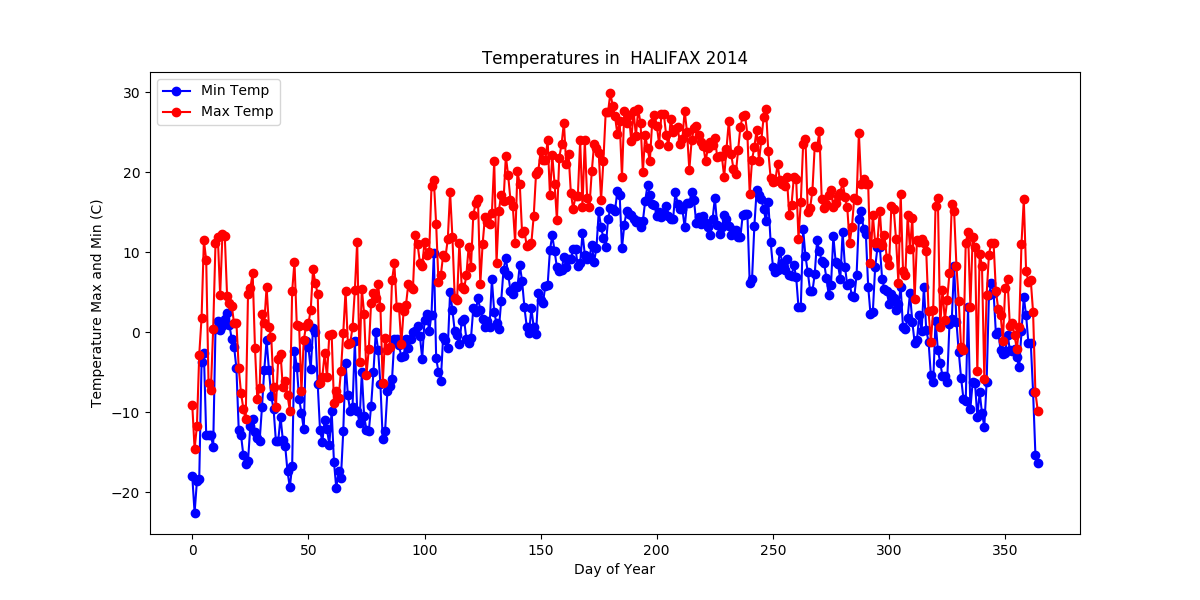 Temperatures in  HALIFAX 2014
Min Temp
Max Temp
Temperature Max and Min (C)
30
20
10
0
−10
−20
0 50 100 150 200 250 300 350
Day of Year